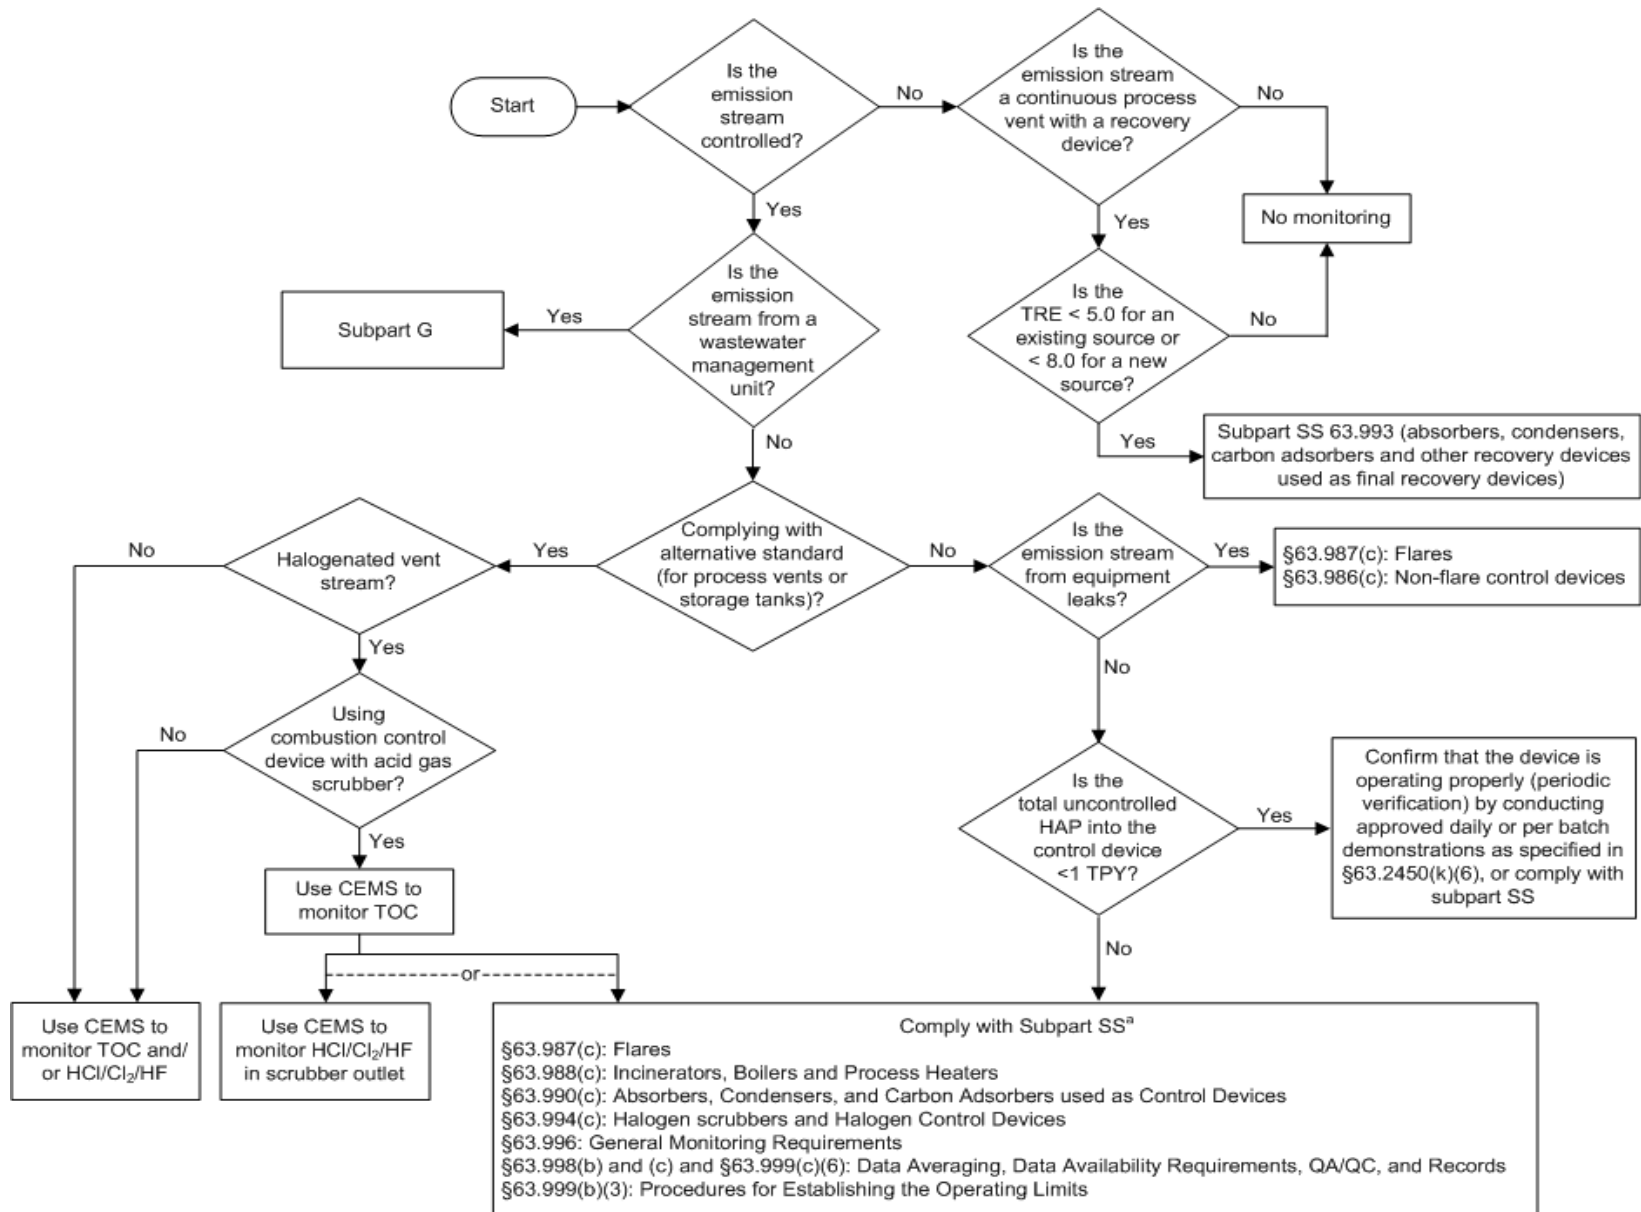 Start
Is the
emission
stream
controlled?
No
Is the
emission stream
a continuous process
vent with a recovery
device?
No
No monitoring
Yes
Yes
Is the
TRE < 5.0 for an
existing source or
< 8.0 for a new
source?
No
Yes
Subpart SS 63.993 (absorbers, condensers,
carbon adsorbers and other recovery devices
used as final recovery devices)
Is the
emission
stream from a
wastewater
management
unit?
Yes
Subpart G
No
Complying with
alternative standard
(for process vents or
storage tanks)?
Yes
Halogenated vent
stream?
No
Yes
Using
combustion control
device with acid gas
scrubber?
No
Yes
Use CEMS to
monitor TOC
or
Use CEMS to
monitor TOC and/
or HCl/Cl₂/HF
Use CEMS to
monitor HCl/Cl₂/HF
in scrubber outlet
No
Is the
emission stream
from equipment
leaks?
Yes
§63.987(c): Flares
§63.986(c): Non-flare control devices
No
Is the
total uncontrolled
HAP into the
control device
<1 TPY?
Yes
Confirm that the device is
operating properly (periodic
verification) by conducting
approved daily or per batch
demonstrations as specified in
§63.2450(k)(6), or comply with
subpart SS
No
Comply with Subpart SSᵃ
§63.987(c): Flares
§63.988(c): Incinerators, Boilers and Process Heaters
§63.990(c): Absorbers, Condensers, and Carbon Adsorbers used as Control Devices
§63.994(c): Halogen scrubbers and Halogen Control Devices
§63.996: General Monitoring Requirements
§63.998(b) and (c) and §63.999(c)(6): Data Averaging, Data Availability Requirements, QA/QC, and Records
§63.999(b)(3): Procedures for Establishing the Operating Limits